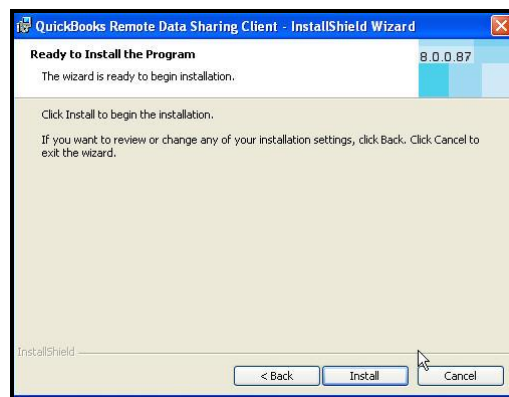 QuickBooks Remote Data Sharing Client - InstallShield Wizard
Ready to Install the Program
8.0.0.87
The wizard is ready to begin installation.
Click Install to begin the installation.
If you want to review or change any of your installation settings, click Back. Click Cancel to
exit the wizard.
InstallShield
< Back Install Cancel